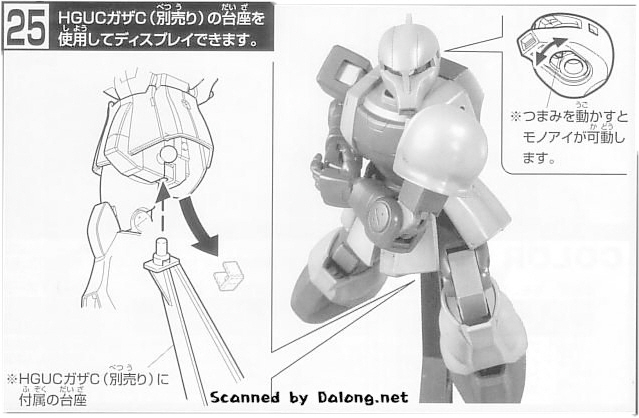 25
HGUCガザC(別売り)の台座を
使用してディスプレイできます。
※つまみを動かすと
モノアイが可動し
ます。
※HGUCガザC(別売り)に
付属の台座
Scanned by Dalong.net